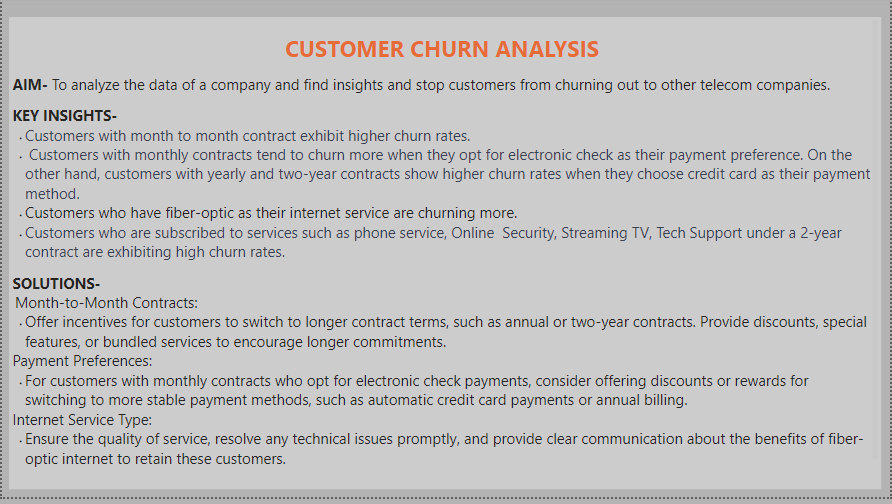 CUSTOMER CHURN ANALYSIS
AIM- To analyze the data of a company and find insights and stop customers from churning out to other telecom companies.
KEY INSIGHTS-
· Customers with month to month contract exhibit higher churn rates.
· Customers with monthly contracts tend to churn more when they opt for electronic check as their payment preference. On the
other hand, customers with yearly and two-year contracts show higher churn rates when they choose credit card as their payment
method.
· Customers who have fiber-optic as their internet service are churning more.
· Customers who are subscribed to services such as phone service, Online Security, Streaming TV, Tech Support under a 2-year
contract are exhibiting high churn rates.
SOLUTIONS-
Month-to-Month Contracts:
· Offer incentives for customers to switch to longer contract terms, such as annual or two-year contracts. Provide discounts, special
features, or bundled services to encourage longer commitments.
Payment Preferences:
· For customers with monthly contracts who opt for electronic check payments, consider offering discounts or rewards for
switching to more stable payment methods, such as automatic credit card payments or annual billing.
Internet Service Type:
· Ensure the quality of service, resolve any technical issues promptly, and provide clear communication about the benefits of fiber-
optic internet to retain these customers.